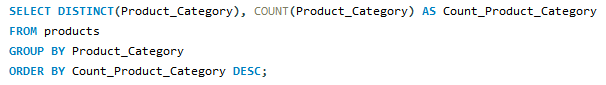 SELECT DISTINCT(Product_Category), COUNT(Product_Category) AS Count_Product_Category
FROM products
GROUP BY Product_Category
ORDER BY Count_Product_Category DESC;